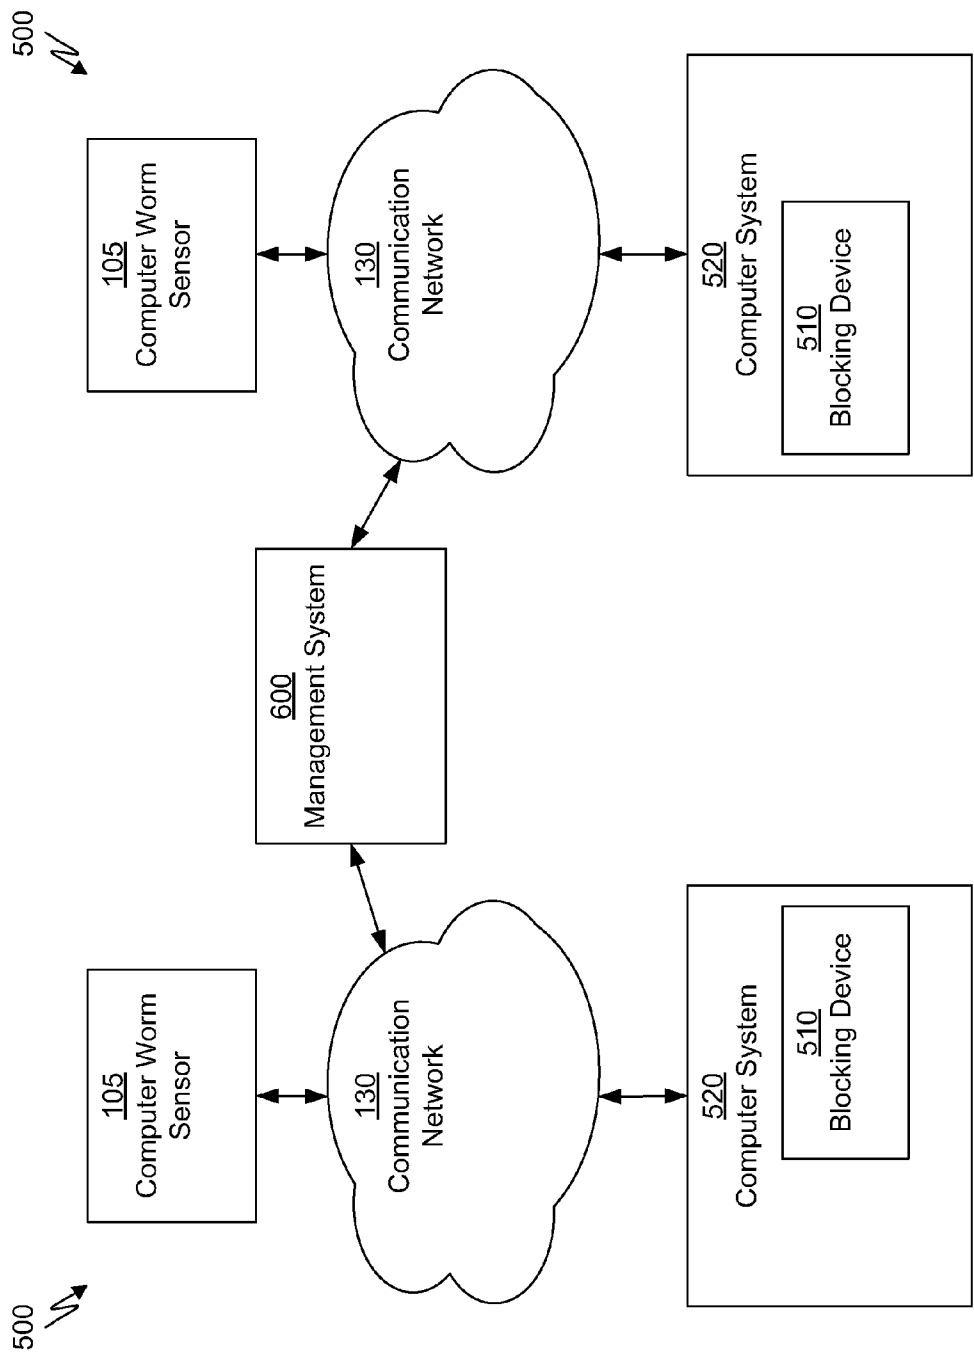 500
500
105
Computer Worm
Sensor
105
Computer Worm
Sensor
600
Management System
130
Communication
Network
130
Communication
Network
520
Computer System
510
Blocking Device
520
Computer System
510
Blocking Device